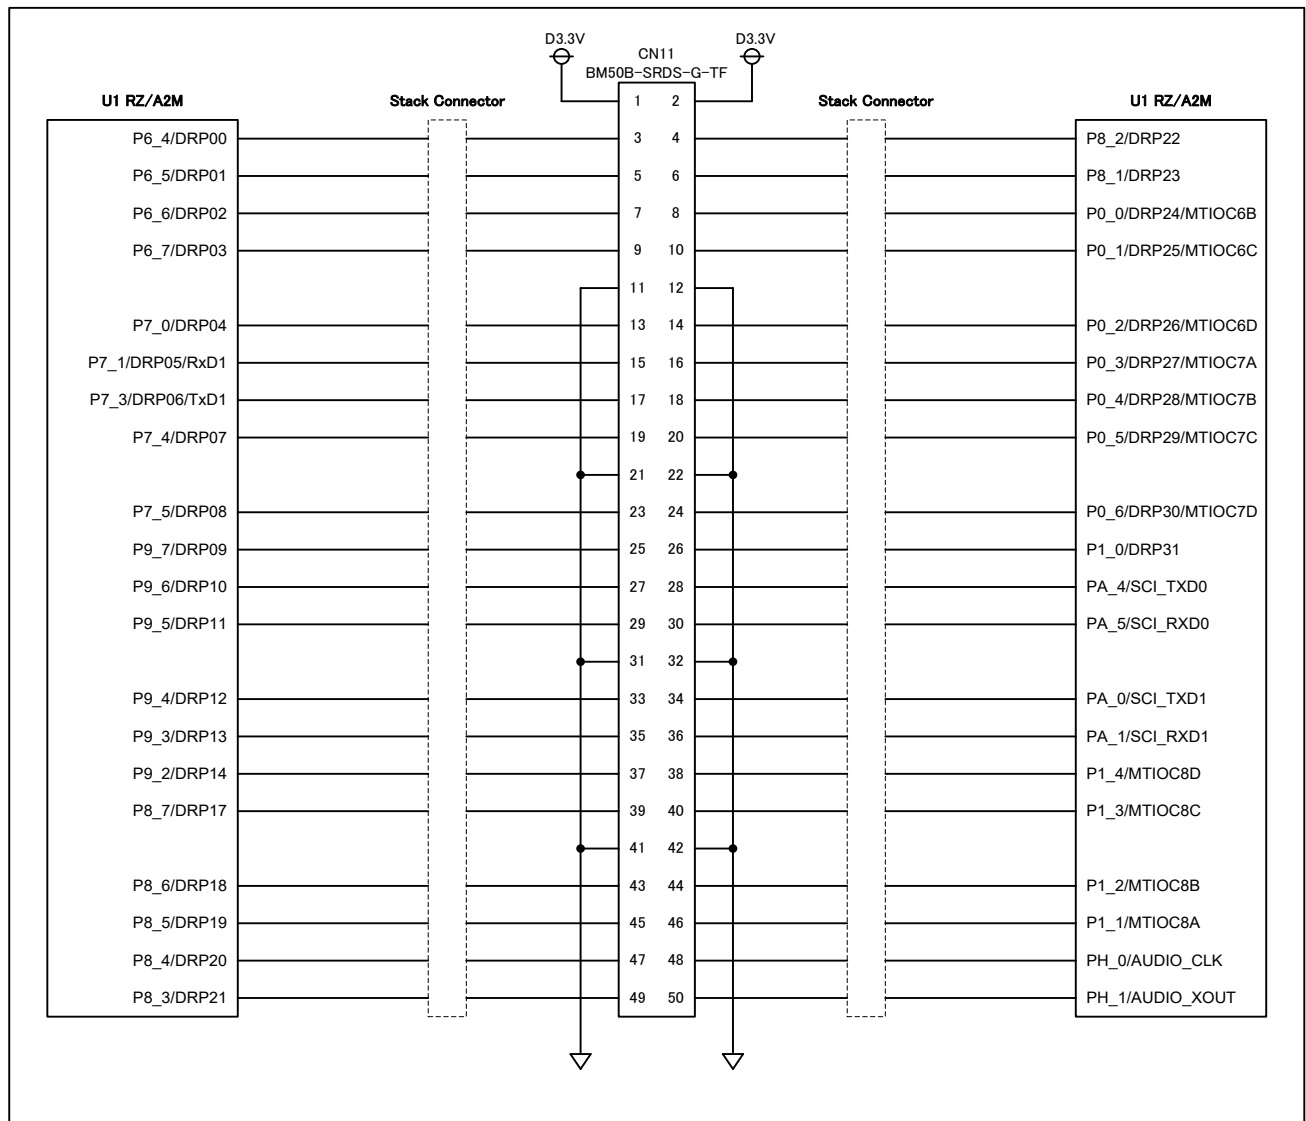 D3.3V D3.3V
CN11
BM50B-SRDS-G-TF
U1 RZ/A2M Stack Connector 1 2 Stack Connector U1 RZ/A2M
P6_4/DRP00 3 4 P8_2/DRP22
P6_5/DRP01 5 6 P8_1/DRP23
P6_6/DRP02 7 8 P0_0/DRP24/MTIOC6B
P6_7/DRP03 9 10 P0_1/DRP25/MTIOC6C
11 12
P7_0/DRP04 13 14 P0_2/DRP26/MTIOC6D
P7_1/DRP05/RxD1 15 16 P0_3/DRP27/MTIOC7A
P7_3/DRP06/TxD1 17 18 P0_4/DRP28/MTIOC7B
P7_4/DRP07 19 20 P0_5/DRP29/MTIOC7C
21 22
P7_5/DRP08 23 24 P0_6/DRP30/MTIOC7D
P9_7/DRP09 25 26 P1_0/DRP31
P9_6/DRP10 27 28 PA_4/SCI_TXD0
P9_5/DRP11 29 30 PA_5/SCI_RXD0
31 32
P9_4/DRP12 33 34 PA_0/SCI_TXD1
P9_3/DRP13 35 36 PA_1/SCI_RXD1
P9_2/DRP14 37 38 P1_4/MTIOC8D
P8_7/DRP17 39 40 P1_3/MTIOC8C
41 42
P8_6/DRP18 43 44 P1_2/MTIOC8B
P8_5/DRP19 45 46 P1_1/MTIOC8A
P8_4/DRP20 47 48 PH_0/AUDIO_CLK
P8_3/DRP21 49 50 PH_1/AUDIO_XOUT